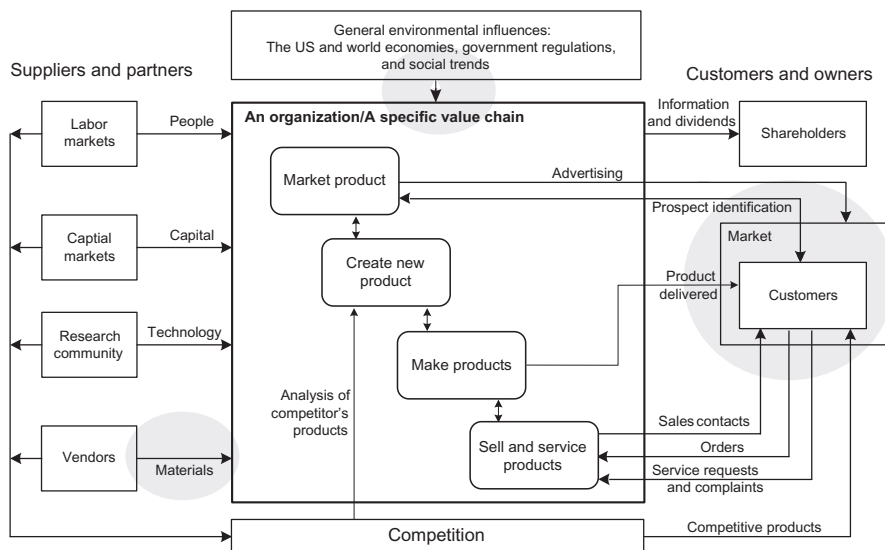 General environmental influences:
The US and world economies, government regulations,
and social trends
Suppliers and partners
Customers and owners
An organization/A specific value chain
Labor
markets
People
Captial
markets
Capital
Research
community
Technology
Vendors
Materials
Market product
Create new
product
Make products
Sell and service
products
Analysis of
competitor's
products
Information
and dividends
Shareholders
Advertising
Prospect identification
Market
Product
delivered
Customers
Sales contacts
Orders
Service requests
and complaints
Competition
Competitive products